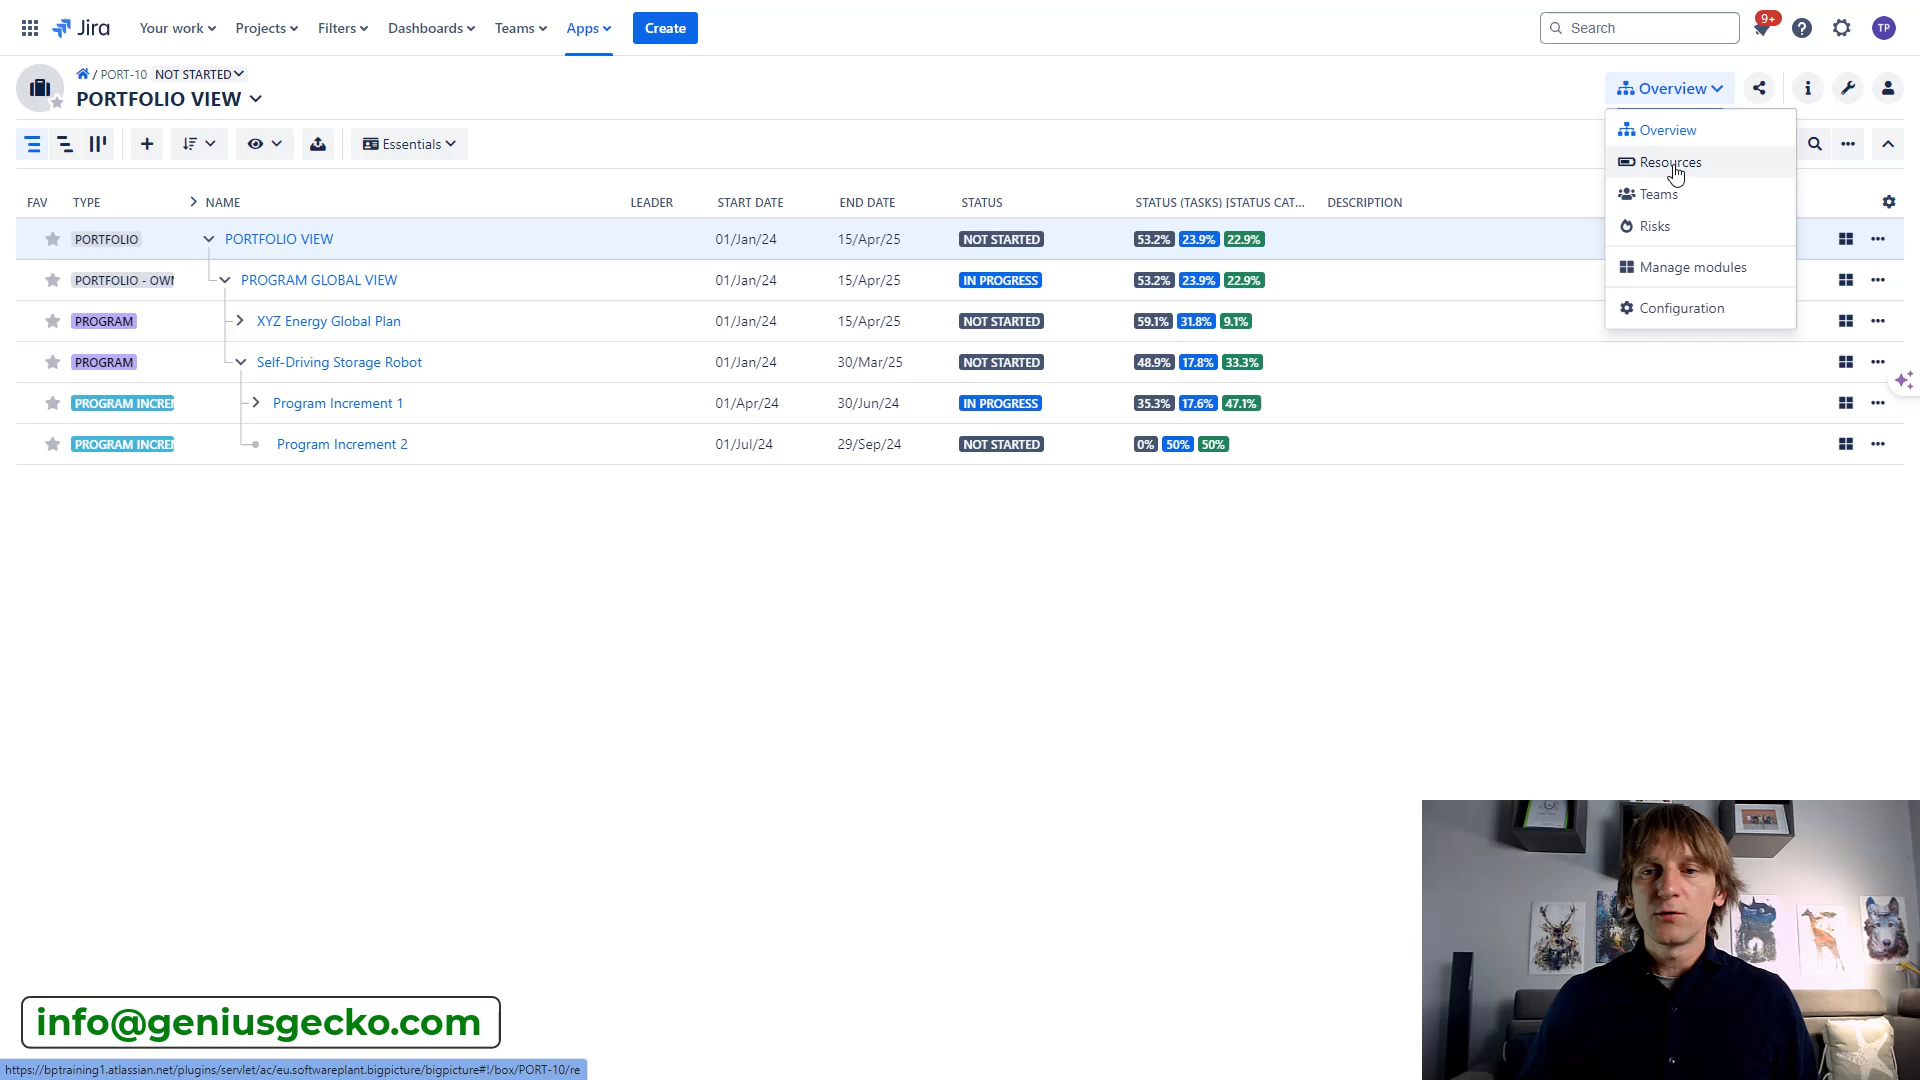 Jira Your work Projects Filters Dashboards Teams Apps Create Search 9+ TP
/ PORT-10 NOT STARTED
PORTFOLIO VIEW
Overview
Essentials
Overview
Resources
Teams
Risks
Manage modules
Configuration
FAV TYPE NAME LEADER START DATE END DATE STATUS STATUS (TASKS) [STATUS CAT... DESCRIPTION
PORTFOLIO PORTFOLIO VIEW 01/Jan/24 15/Apr/25 NOT STARTED 53.2% 23.9% 22.9%
PORTFOLIO - OWN PROGRAM GLOBAL VIEW 01/Jan/24 15/Apr/25 IN PROGRESS 53.2% 23.9% 22.9%
PROGRAM XYZ Energy Global Plan 01/Jan/24 15/Apr/25 NOT STARTED 59.1% 31.8% 9.1%
PROGRAM Self-Driving Storage Robot 01/Jan/24 30/Mar/25 NOT STARTED 48.9% 17.8% 33.3%
PROGRAM INCREM Program Increment 1 01/Apr/24 30/Jun/24 IN PROGRESS 35.3% 17.6% 47.1%
PROGRAM INCREM Program Increment 2 01/Jul/24 29/Sep/24 NOT STARTED 0% 50% 50%
info@geniusgecko.com
https://bptraining1.atlassian.net/plugins/servlet/ac/eu.softwareplant.bigpicture/bigpicture#!/box/PORT-10/re